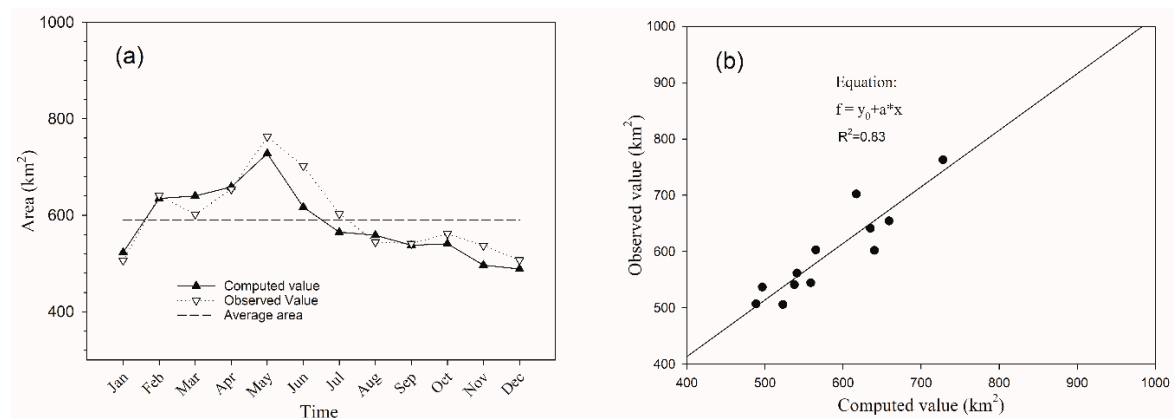 (a)
1000
800
600
400
Area (km²)
Computed value
Observed Value
Average area
Jan
Feb
Mar
Apr
May
Jun
Jul
Aug
Sep
Oct
Nov
Dec
Time
(b)
Equation:
f = y₀+a*x
R²=0.83
1000
900
800
700
600
500
400
Observed value (km²)
400
500
600
700
800
900
1000
Computed value (km²)